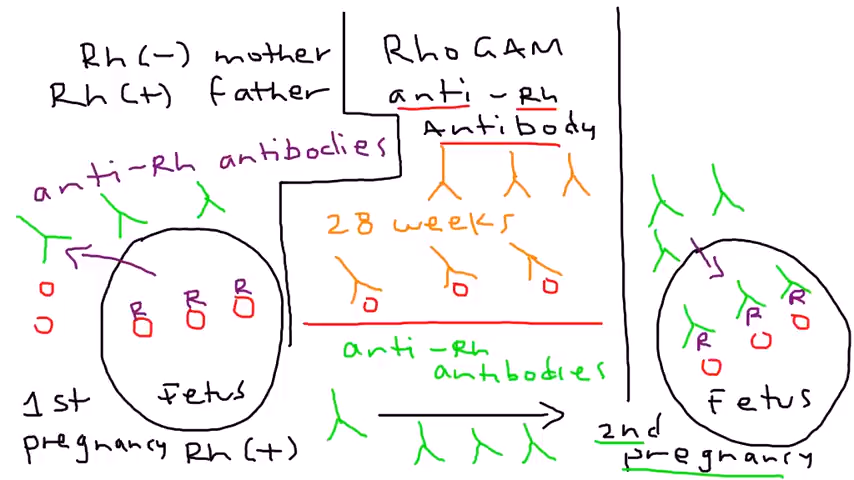 Rh (-) mother
Rh (+) father
anti-Rh antibodies
R R R
Fetus
1st
pregnancy Rh (+)
RhoGAM
anti - Rh
Antibody
28 weeks
anti - Rh
antibodies
R R R
Fetus
2nd
pregnancy